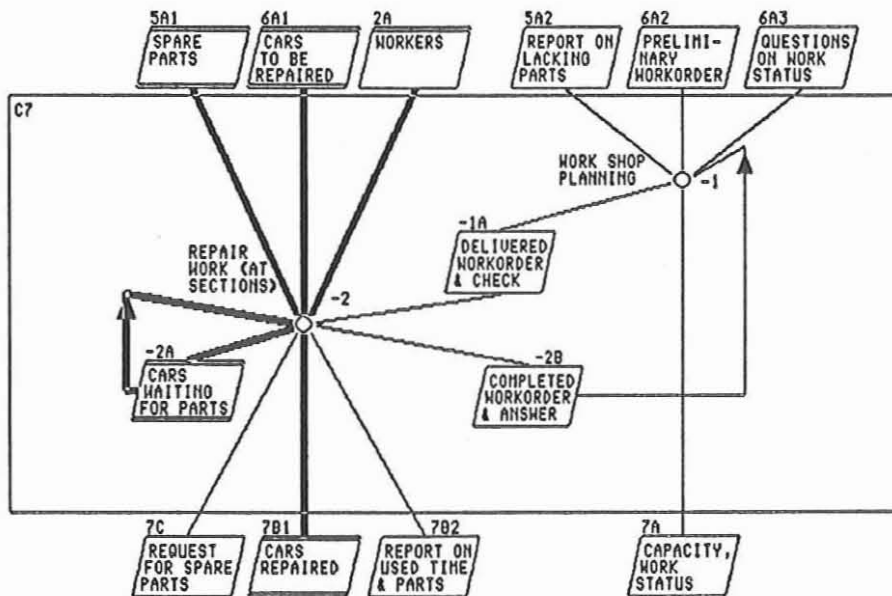 5A1
6A1
2A
5A2
6A2
6A3
SPARE
PARTS
CARS
TO BE
REPAIRED
WORKERS
REPORT ON
LACKING
PARTS
PRELIMI-
NARY
WORKORDER
QUESTIONS
ON WORK
STATUS
C7
WORK SHOP
PLANNING
-1
-1A
DELIVERED
WORKORDER
& CHECK
REPAIR
WORK (AT
SECTIONS)
-2
-2A
CARS
WAITING
FOR PARTS
-2B
COMPLETED
WORKORDER
& ANSWER
7C
7B1
7B2
7A
REQUEST
FOR SPARE
PARTS
CARS
REPAIRED
REPORT ON
USED TIME
& PARTS
CAPACITY,
WORK
STATUS